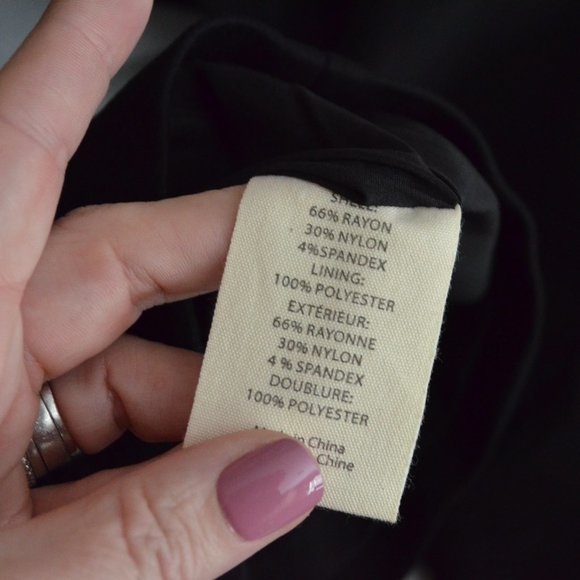 SHELL:
66% RAYON
30% NYLON
4%SPANDEX
LINING:
100% POLYESTER
EXTÉRIEUR:
66% RAYONNE
30% NYLON
4 % SPANDEX
DOUBLURE:
100% POLYESTER
Made in China
Chine